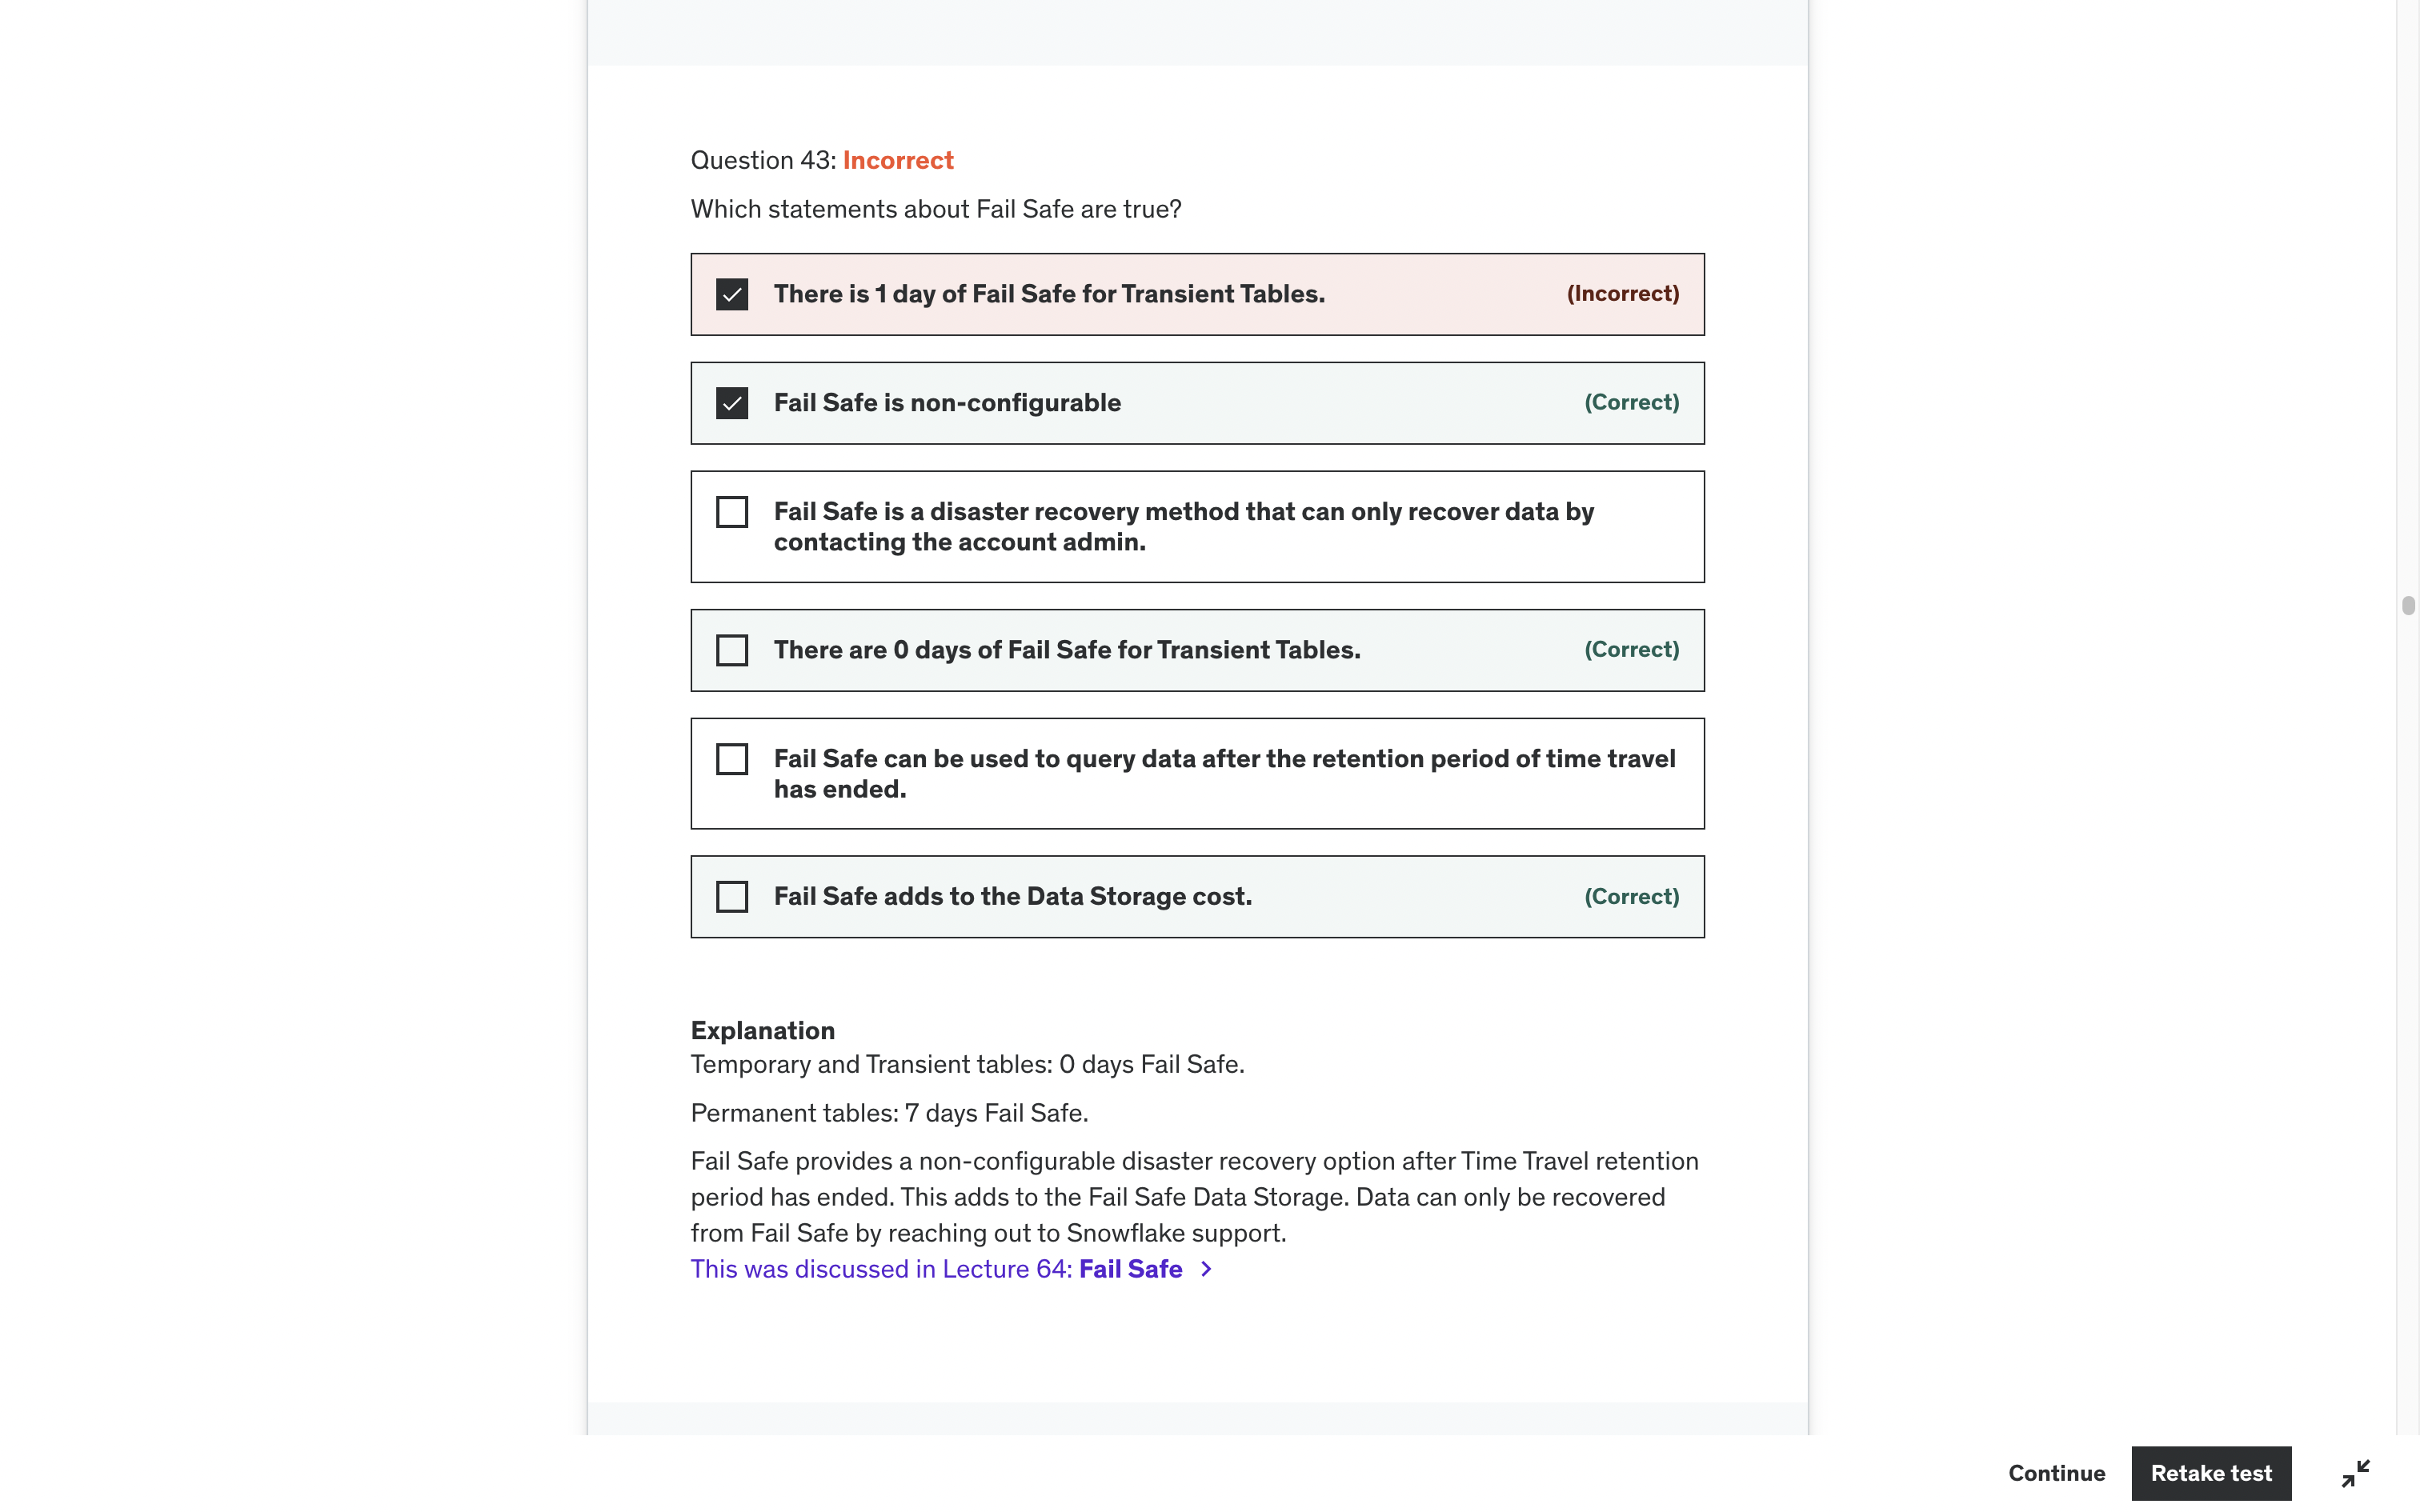 Question 43: Incorrect
Which statements about Fail Safe are true?
There is 1 day of Fail Safe for Transient Tables. (Incorrect)
Fail Safe is non-configurable (Correct)
Fail Safe is a disaster recovery method that can only recover data by
contacting the account admin.
There are 0 days of Fail Safe for Transient Tables. (Correct)
Fail Safe can be used to query data after the retention period of time travel
has ended.
Fail Safe adds to the Data Storage cost. (Correct)
Explanation
Temporary and Transient tables: 0 days Fail Safe.
Permanent tables: 7 days Fail Safe.
Fail Safe provides a non-configurable disaster recovery option after Time Travel retention
period has ended. This adds to the Fail Safe Data Storage. Data can only be recovered
from Fail Safe by reaching out to Snowflake support.
This was discussed in Lecture 64: Fail Safe
Continue Retake test